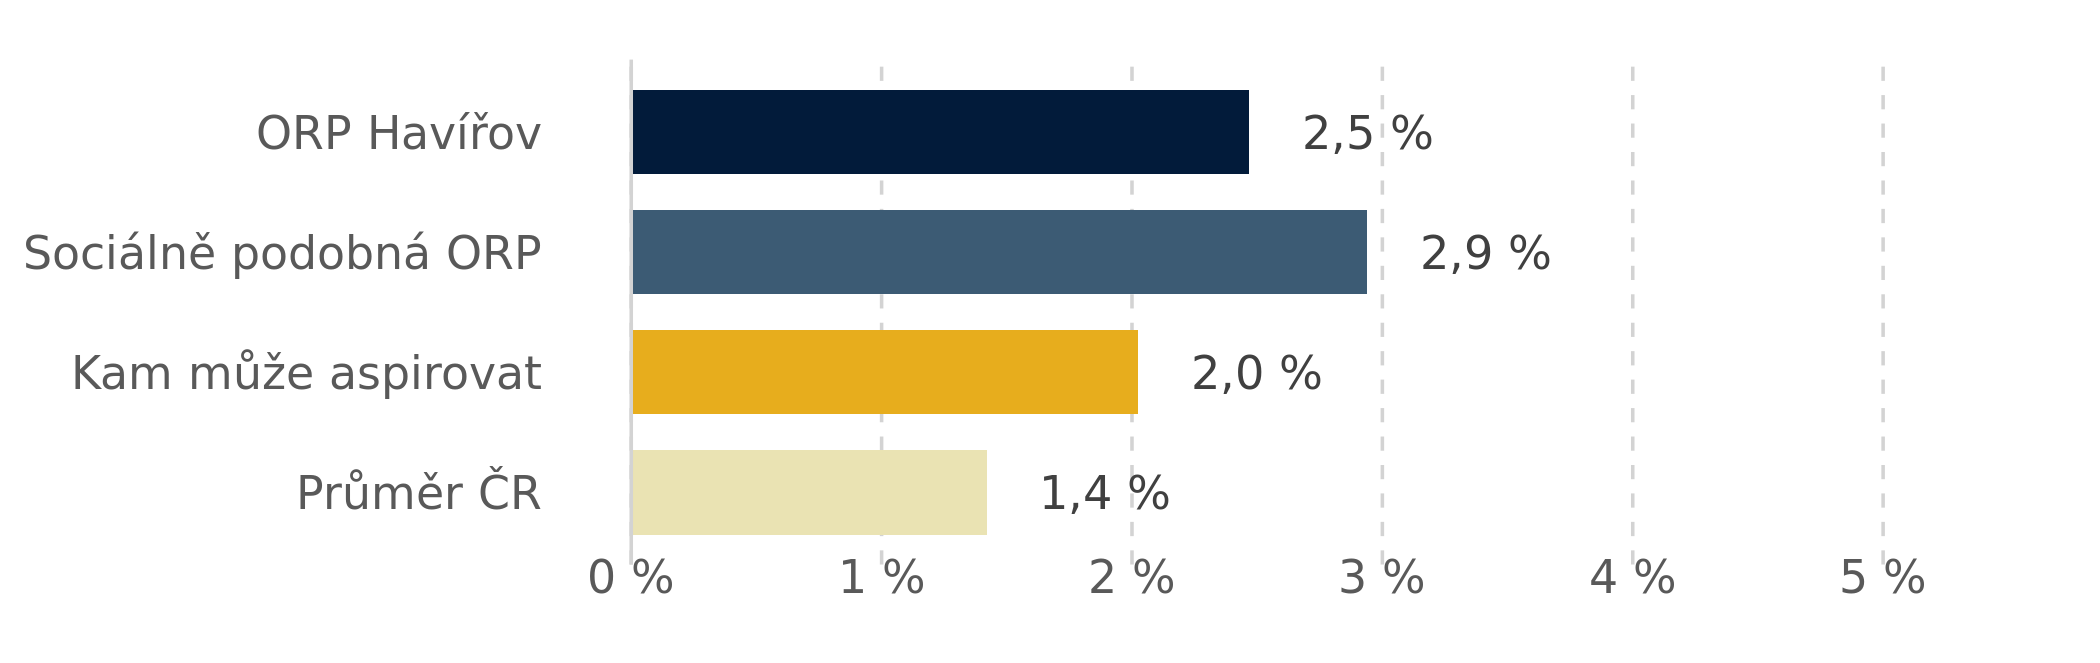 ORP Havířov 2,5 %
Sociálně podobná ORP 2,9 %
Kam může aspirovat 2,0 %
Průměr ČR 1,4 %
0 % 1 % 2 % 3 % 4 % 5 %